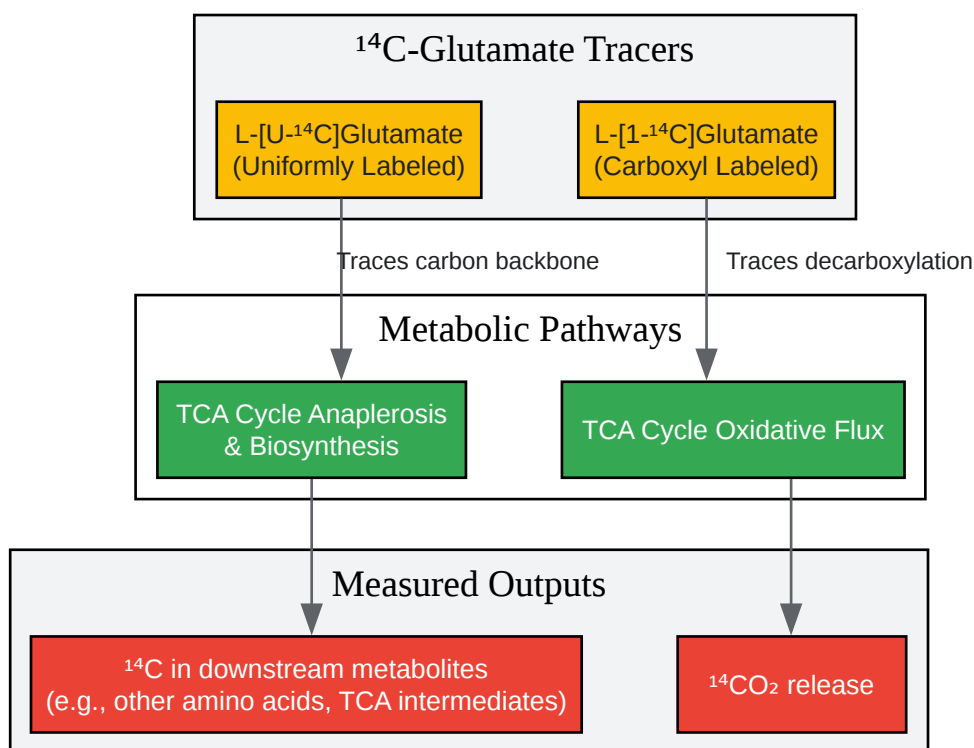 ¹⁴C-Glutamate Tracers
L-[U-¹⁴C]Glutamate
(Uniformly Labeled)
L-[1-¹⁴C]Glutamate
(Carboxyl Labeled)
Traces carbon backbone
Traces decarboxylation
Metabolic Pathways
TCA Cycle Anaplerosis
& Biosynthesis
TCA Cycle Oxidative Flux
Measured Outputs
¹⁴C in downstream metabolites
(e.g., other amino acids, TCA intermediates)
¹⁴CO₂ release